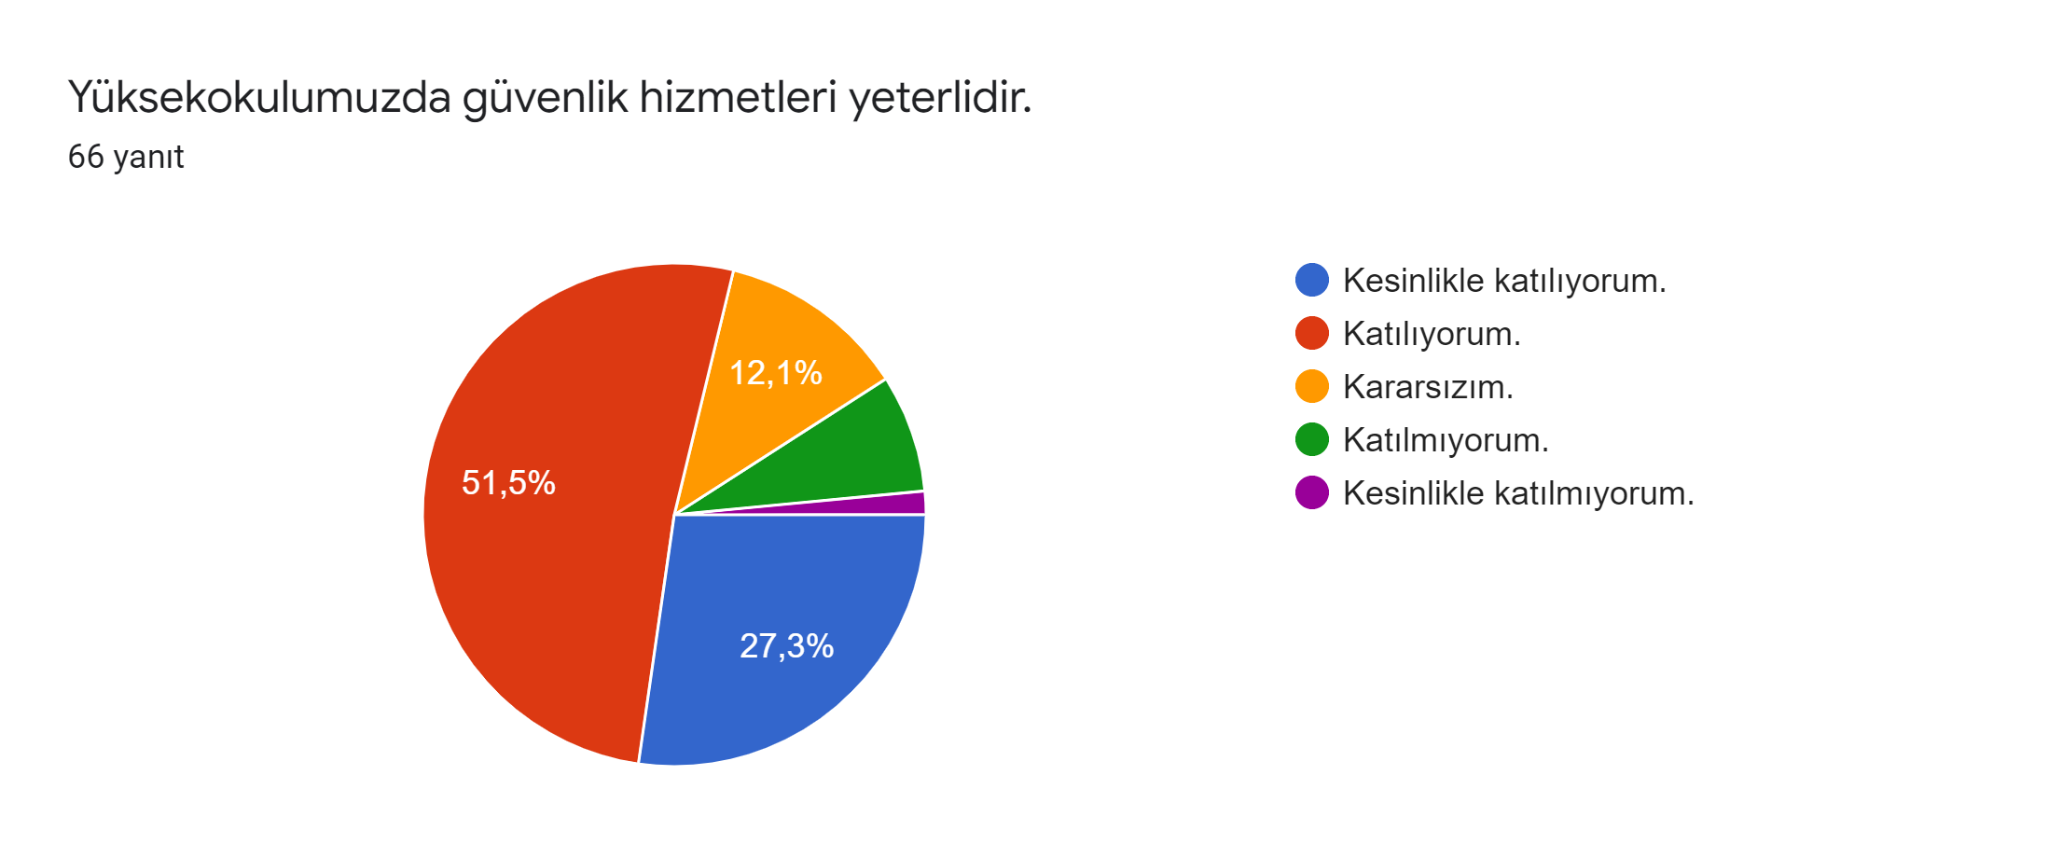 Yüksekokulumuzda güvenlik hizmetleri yeterlidir.
66 yanıt
Kesinlikle katılıyorum.
Katılıyorum.
Kararsızım.
Katılmıyorum.
Kesinlikle katılmıyorum.
12,1%
51,5%
27,3%